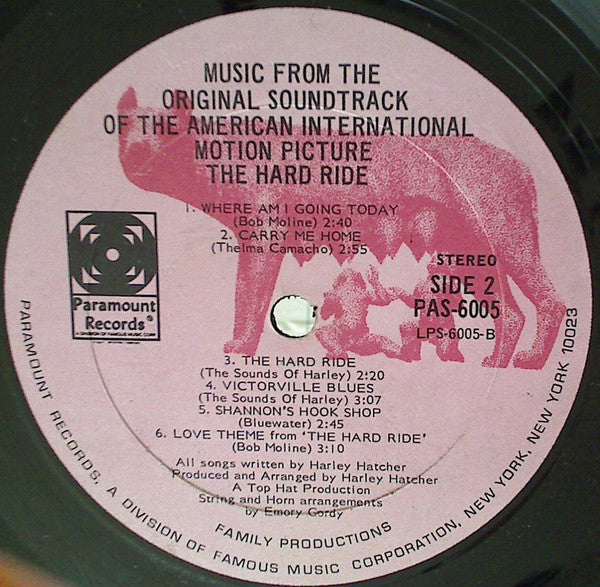 MUSIC FROM THE
ORIGINAL SOUNDTRACK
OF THE AMERICAN INTERNATIONAL
MOTION PICTURE
THE HARD RIDE
1. WHERE AM I GOING TODAY
(Bob Moline) 2:40
2. CARRY ME HOME
(Thelma Camacho) 2:55
STEREO
SIDE 2
PAS-6005
LPS-6005-B
Paramount
Records®
A DIVISION OF FAMOUS MUSIC CORP.
3. THE HARD RIDE
(The Sounds Of Harley) 2:20
4. VICTORVILLE BLUES
(The Sounds Of Harley) 3:07
5. SHANNON'S HOOK SHOP
(Bluewater) 2:45
6. LOVE THEME from 'THE HARD RIDE'
(Bob Moline) 3:10
All songs written by Harley Hatcher
Produced and Arranged by Harley Hatcher
A Top Hat Production
String and Horn arrangements
by Emory Gordy
FAMILY PRODUCTIONS
PARAMOUNT RECORDS, A DIVISION OF FAMOUS MUSIC CORPORATION, NEW YORK, NEW YORK 10023